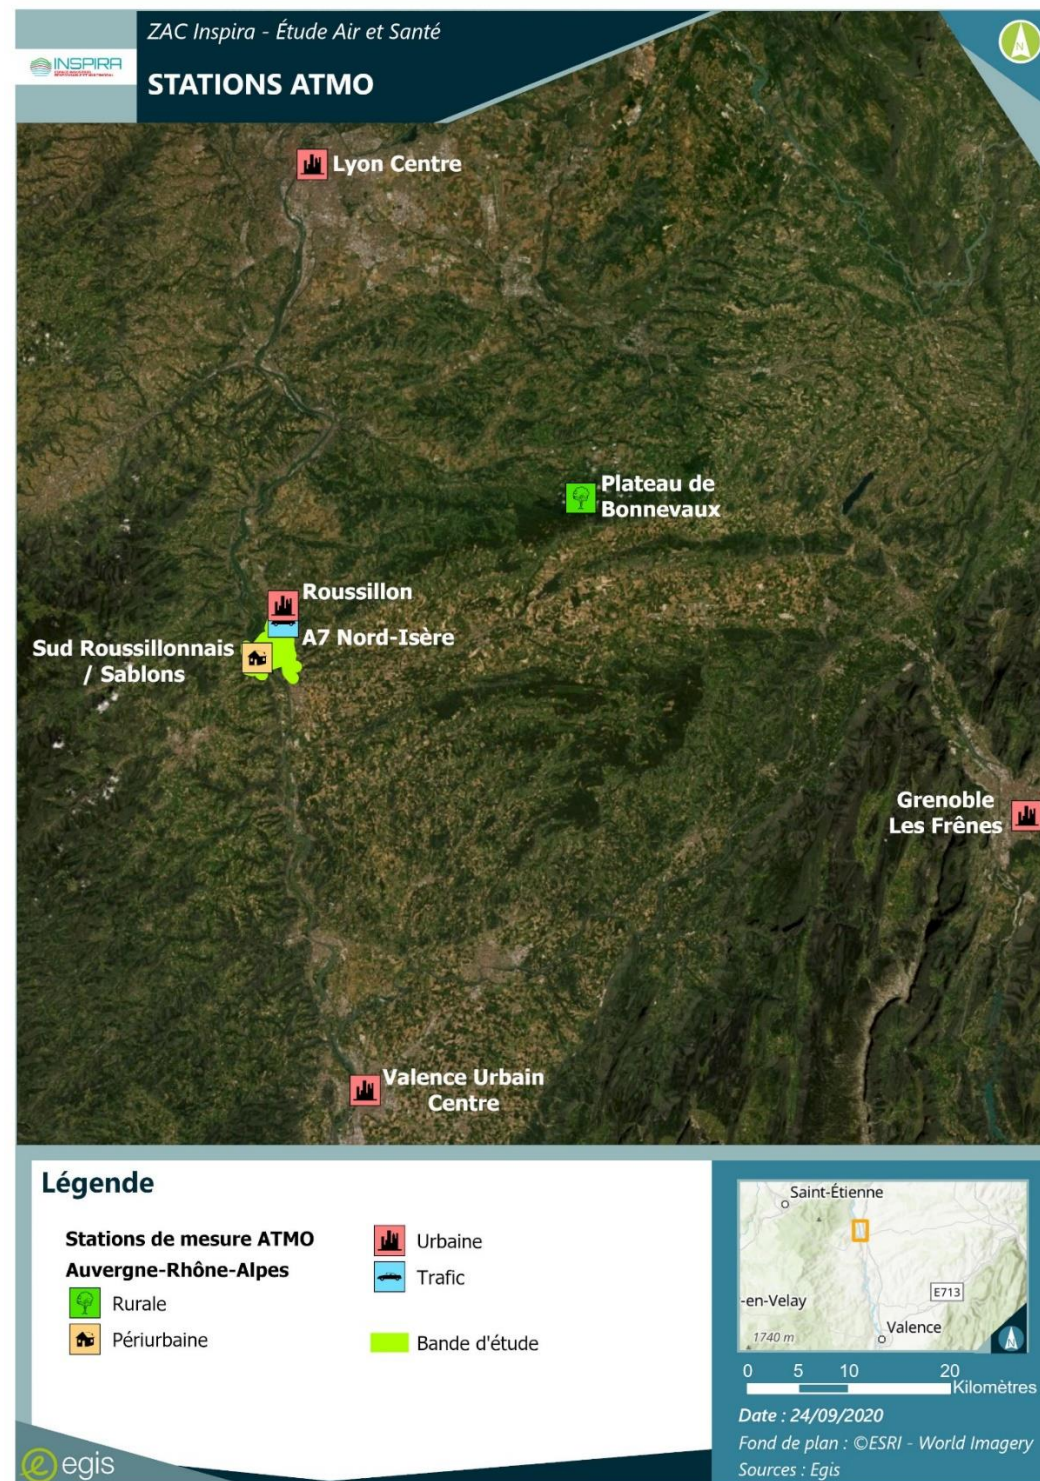 ZAC Inspira - Étude Air et Santé
INSPIRA
STATIONS ATMO
N
Lyon Centre
Plateau de
Bonnevaux
Roussillon
A7 Nord-Isère
Sud Roussillonnais
/ Sablons
Grenoble
Les Frênes
Valence Urbain
Centre
Légende
Stations de mesure ATMO
Auvergne-Rhône-Alpes
Rurale
Périurbaine
Urbaine
Trafic
Bande d'étude
Saint-Étienne
-en-Velay
E713
1740 m
Valence
N
0 5 10 20
Kilomètres
Date : 24/09/2020
Fond de plan : ©ESRI - World Imagery
Sources : Egis
egis